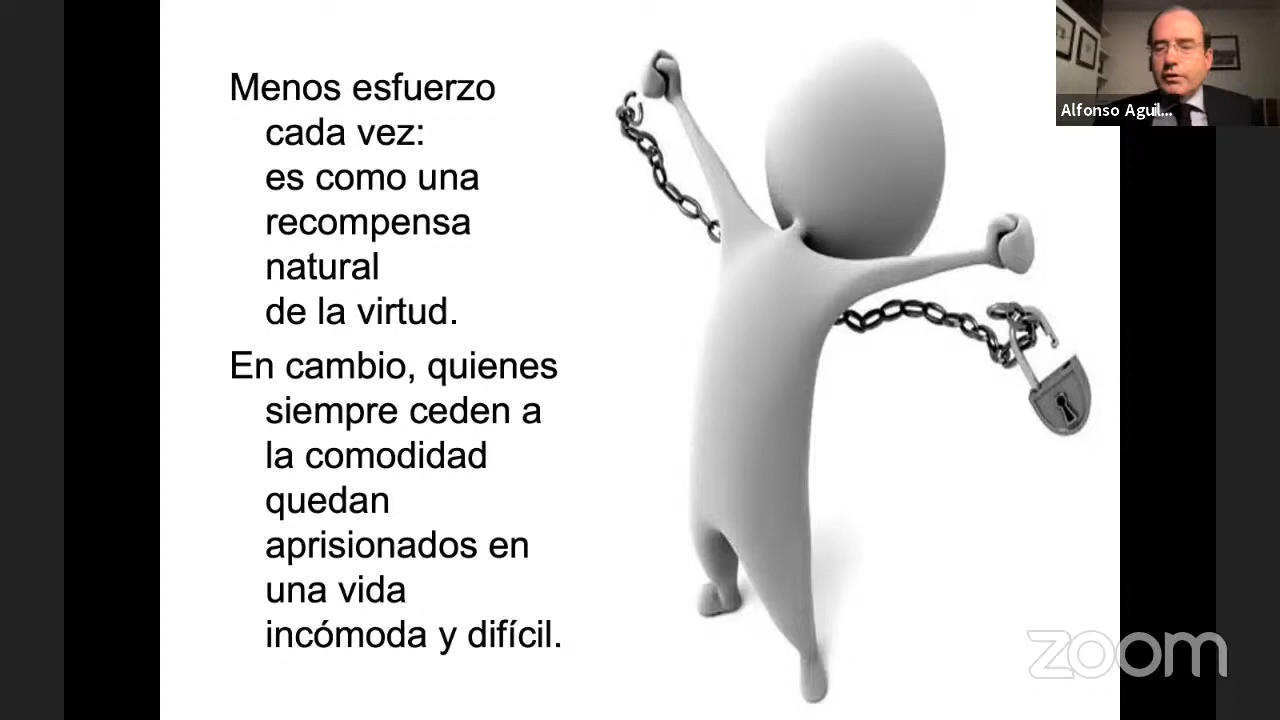 Menos esfuerzo
cada vez:
es como una
recompensa
natural
de la virtud.
En cambio, quienes
siempre ceden a
la comodidad
quedan
aprisionados en
una vida
incómoda y difícil.
Alfonso Aguil...
zoom